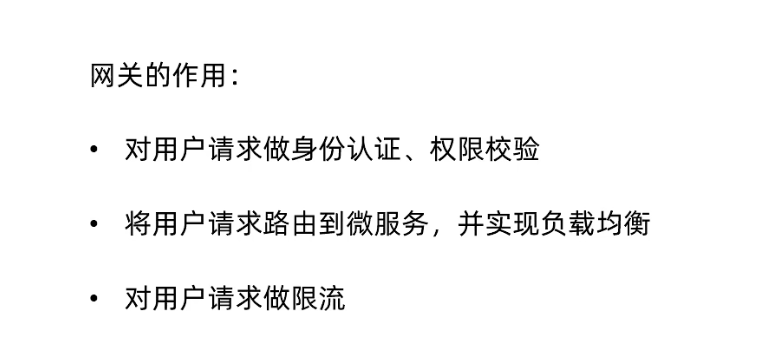 网关的作用：
• 对用户请求做身份认证、权限校验
• 将用户请求路由到微服务，并实现负载均衡
• 对用户请求做限流